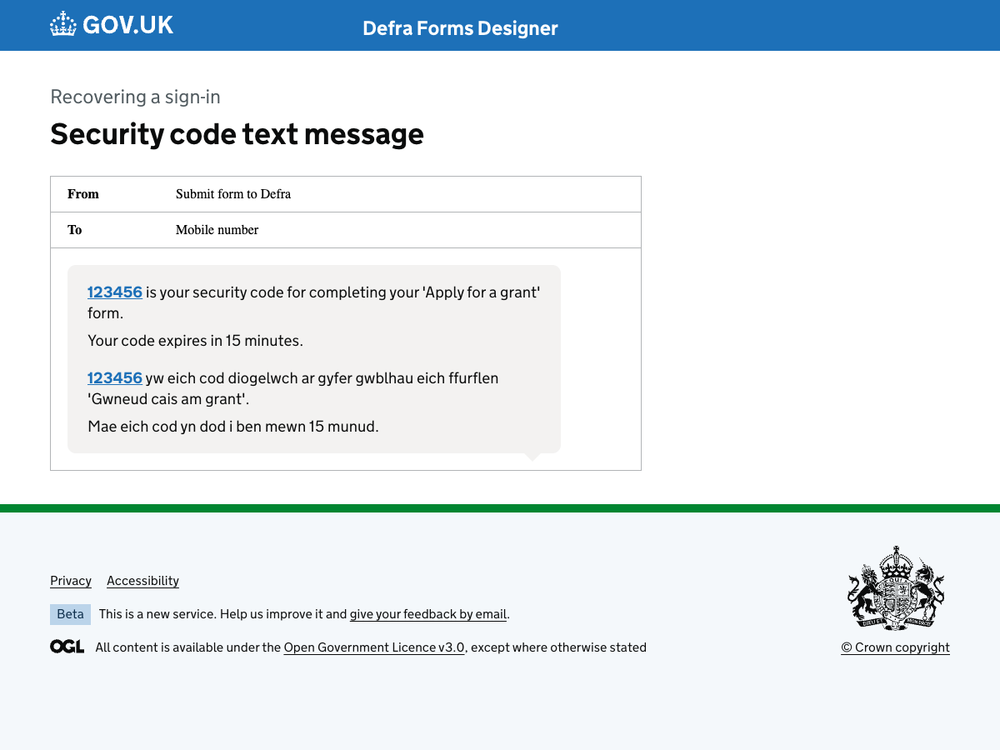 GOV.UK
Defra Forms Designer
Recovering a sign-in
Security code text message
From Submit form to Defra
To Mobile number
123456 is your security code for completing your 'Apply for a grant'
form.
Your code expires in 15 minutes.
123456 yw eich cod diogelwch ar gyfer gwblhau eich ffurflen
'Gwneud cais am grant'.
Mae eich cod yn dod i ben mewn 15 munud.
Privacy Accessibility
Beta This is a new service. Help us improve it and give your feedback by email.
OGL All content is available under the Open Government Licence v3.0, except where otherwise stated
© Crown copyright